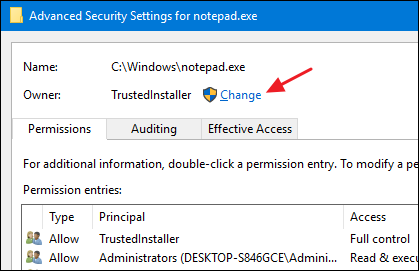 Advanced Security Settings for notepad.exe
Name: C:\Windows\notepad.exe
Owner: TrustedInstaller Change
Permissions Auditing Effective Access
For additional information, double-click a permission entry. To modify a pe
Permission entries:
Type Principal Access
Allow TrustedInstaller Full control
Allow Administrators (DESKTOP-S846GCE\Admini... Read & execu